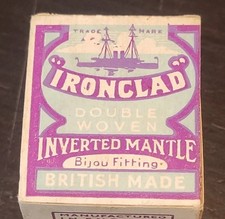 TRADE MARK
"IRONCLAD"
DOUBLE
WOVEN
INVERTED MANTLE
Bijou Fitting.
BRITISH MADE
MANUFACTURED